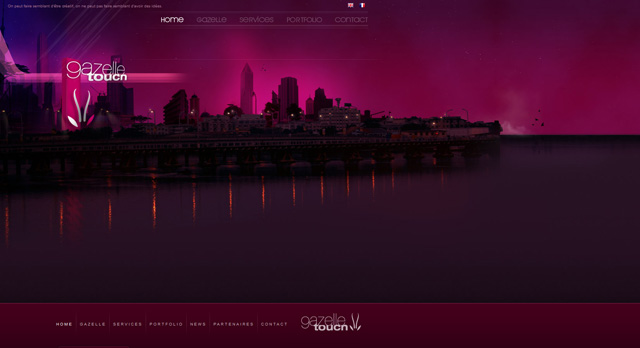 On peut faire semblant d'être créatif, on ne peut pas faire semblant d'avoir des idées.
Home gazelle services portfolio contact
gazelle
touch
HOME GAZELLE SERVICES PORTFOLIO NEWS PARTENAIRES CONTACT
gazelle
touch